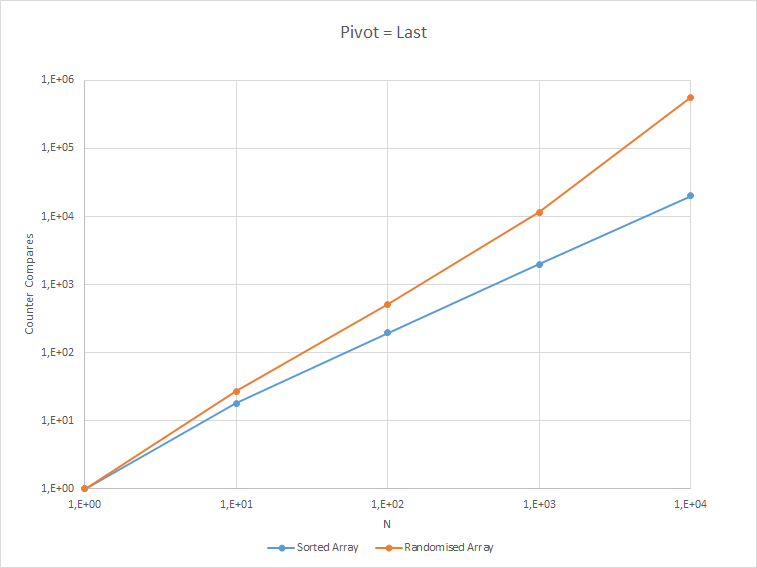 Pivot = Last
1,E+06
1,E+05
1,E+04
1,E+03
1,E+02
1,E+01
1,E+00
Counter Compares
1,E+00 1,E+01 1,E+02 1,E+03 1,E+04
N
Sorted Array Randomised Array